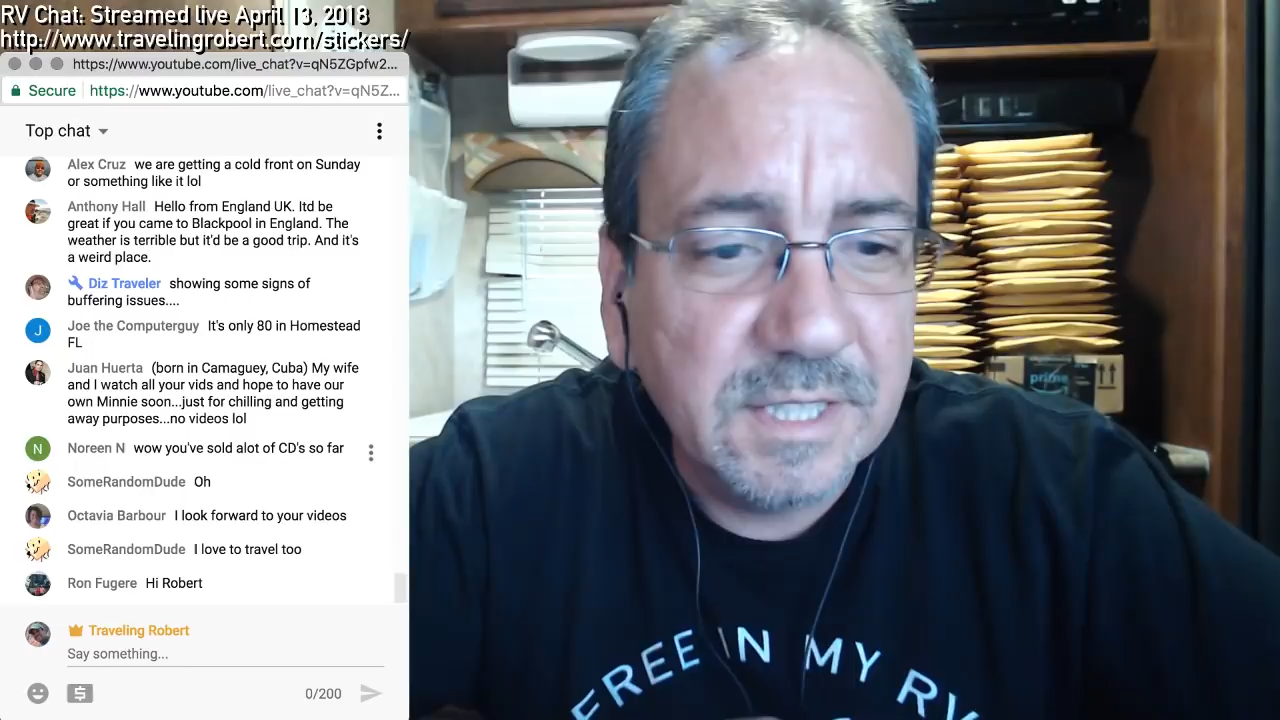 RV Chat: Streamed live April 13, 2018
http://www.travelingrobert.com/stickers/
https://www.youtube.com/live_chat?v=qN5ZGpfw2...
Secure https://www.youtube.com/live_chat?v=qN5Z...
Top chat
Alex Cruz we are getting a cold front on Sunday
or something like it lol
Anthony Hall Hello from England UK. Itd be
great if you came to Blackpool in England. The
weather is terrible but it'd be a good trip. And it's
a weird place.
Diz Traveler showing some signs of
buffering issues....
J
Joe the Computerguy It's only 80 in Homestead
FL
Juan Huerta (born in Camaguey, Cuba) My wife
and I watch all your vids and hope to have our
own Minnie soon...just for chilling and getting
away purposes...no videos lol
N
Noreen N wow you've sold alot of CD's so far
SomeRandomDude Oh
Octavia Barbour I look forward to your videos
SomeRandomDude I love to travel too
Ron Fugere Hi Robert
Traveling Robert
Say something...
$
0/200
prime
FREE IN MY RV